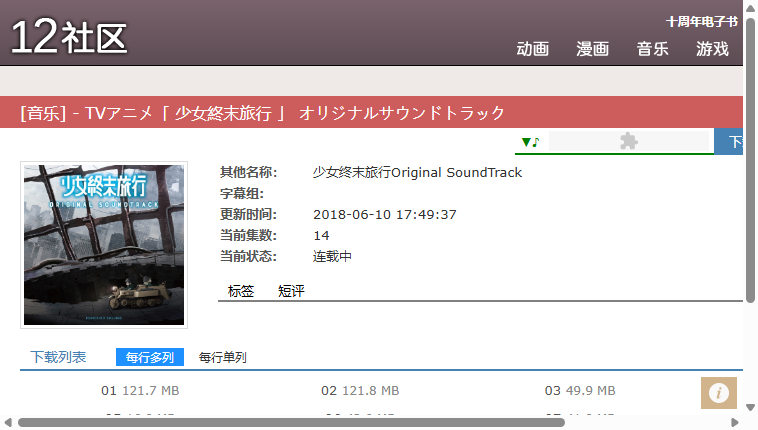 12社区
十周年电子书
动画 漫画 音乐 游戏
[音乐] - TVアニメ「 少女終末旅行 」 オリジナルサウンドトラック
▼♪
少女終末旅行
ORIGINAL SOUNDTRACK
其他名称: 少女终末旅行Original SoundTrack
字幕组:
更新时间: 2018-06-10 17:49:37
当前集数: 14
当前状态: 连载中
标签 短评
下载列表 每行多列 每行单列
01 121.7 MB 02 121.8 MB 03 49.9 MB